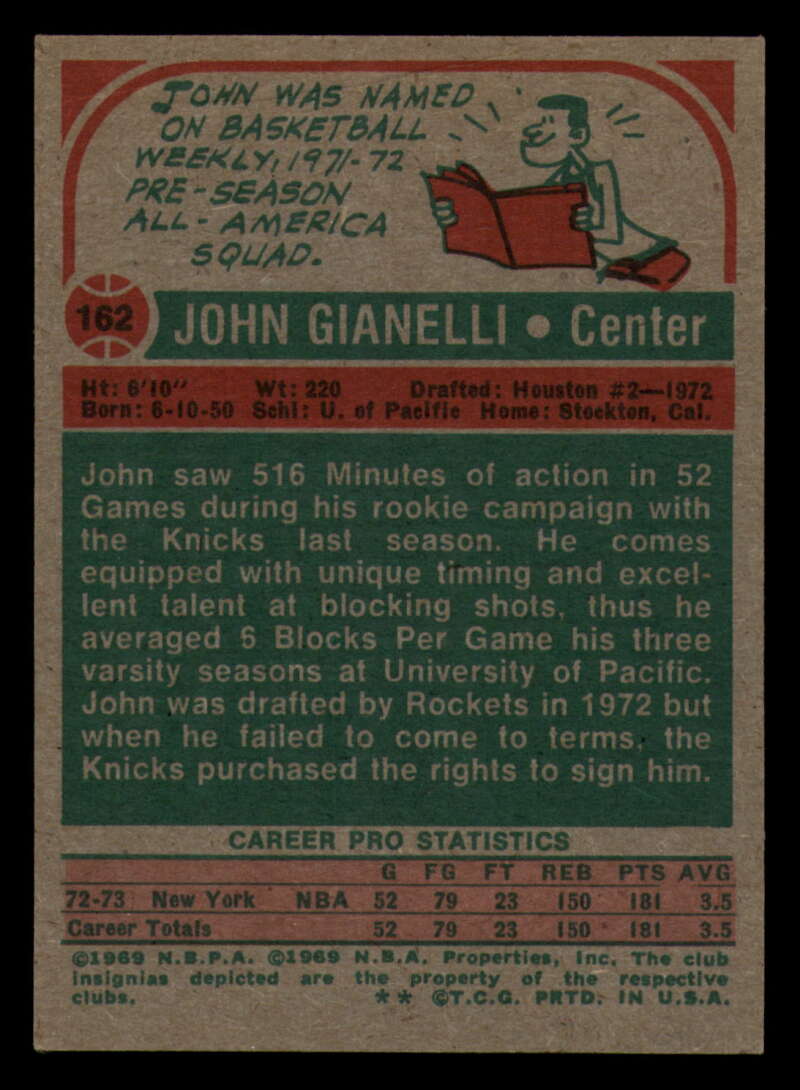 JOHN WAS NAMED
ON BASKETBALL
WEEKLY, 1971-72
PRE-SEASON
ALL-AMERICA
SQUAD.
162
JOHN GIANELLI • Center
Ht: 6'10" Wt: 220 Drafted: Houston #2—1972
Born: 6-10-50 Schl: U. of Pacific Home: Stockton, Cal.
John saw 516 Minutes of action in 52
Games during his rookie campaign with
the Knicks last season. He comes
equipped with unique timing and excel-
lent talent at blocking shots, thus he
averaged 6 Blocks Per Game his three
varsity seasons at University of Pacific.
John was drafted by Rockets in 1972 but
when he failed to come to terms, the
Knicks purchased the rights to sign him.
CAREER PRO STATISTICS
G FG FT REB PTS AVG
72-73 New York NBA 52 79 23 150 181 3.5
Career Totals 52 79 23 150 181 3.5
©1969 N.B.P.A. ©1969 N.B.A. Properties, Inc. The club
insignias depicted are the property of the respective
clubs. ** ©T.C.G. PRTD. IN U.S.A.